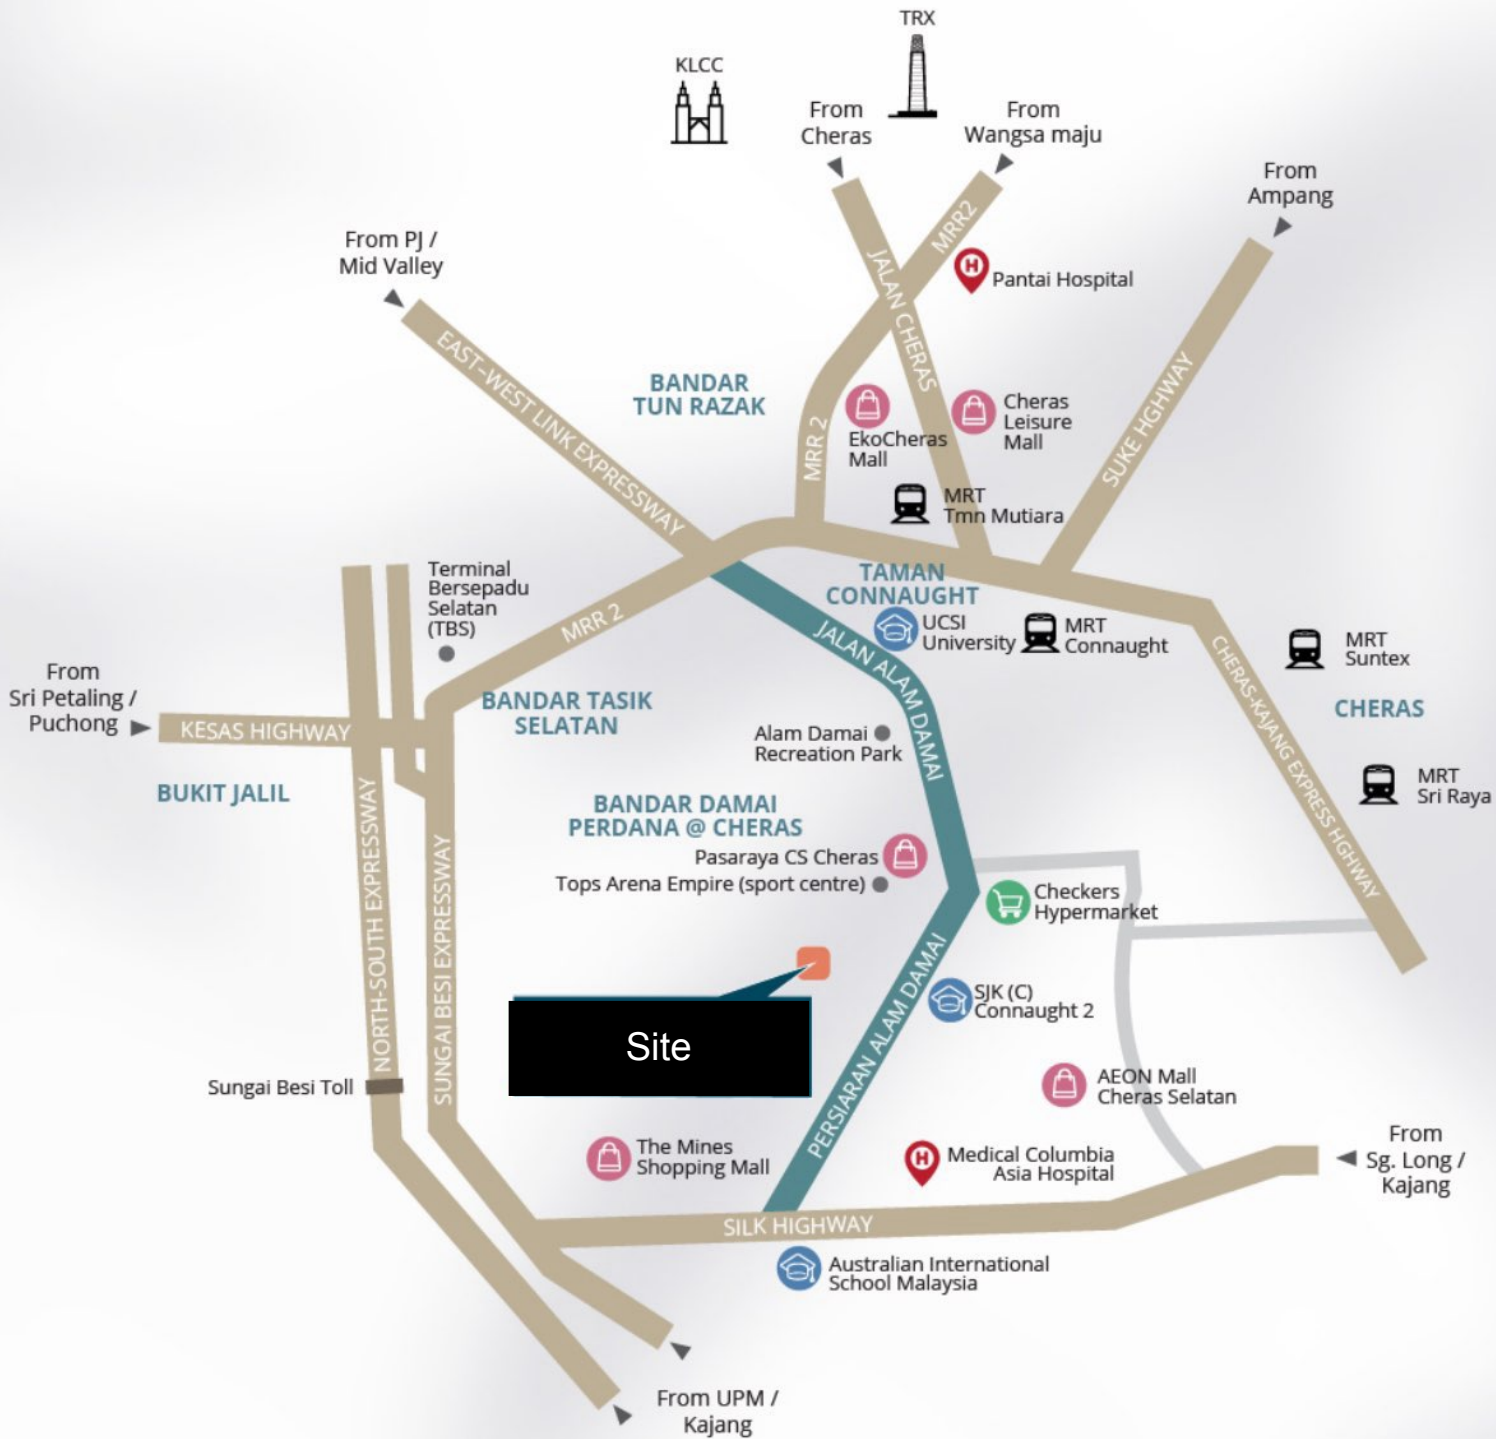 TRX
KLCC
From
Cheras
From
Wangsa maju
From
Ampang
From PJ /
Mid Valley
MRR2
JALAN CHERAS
Pantai Hospital
EAST-WEST LINK EXPRESSWAY
BANDAR
TUN RAZAK
MRR 2
EkoCheras
Mall
Cheras
Leisure
Mall
SUKE HGHWAY
MRT
Tmn Mutiara
Terminal
Bersepadu
Selatan
(TBS)
MRR 2
TAMAN
CONNAUGHT
UCSI
University
MRT
Connaught
MRT
Suntex
CHERAS
JALAN ALAM DAMAI
CHERAS-KAJANG EXPRESS HGHWAY
From
Sri Petaling /
Puchong
KESAS HIGHWAY
BANDAR TASIK
SELATAN
Alam Damai
Recreation Park
MRT
Sri Raya
BUKIT JALIL
BANDAR DAMAI
PERDANA @ CHERAS
Pasaraya CS Cheras
Tops Arena Empire (sport centre)
Checkers
Hypermarket
NORTH-SOUTH EXPRESSWAY
SUNGAI BESI EXPRESSWAY
PERSIARAN ALAM DAMAI
SJK (C)
Connaught 2
Site
Sungai Besi Toll
AEON Mall
Cheras Selatan
The Mines
Shopping Mall
Medical Columbia
Asia Hospital
From
Sg. Long /
Kajang
SILK HIGHWAY
Australian International
School Malaysia
From UPM /
Kajang